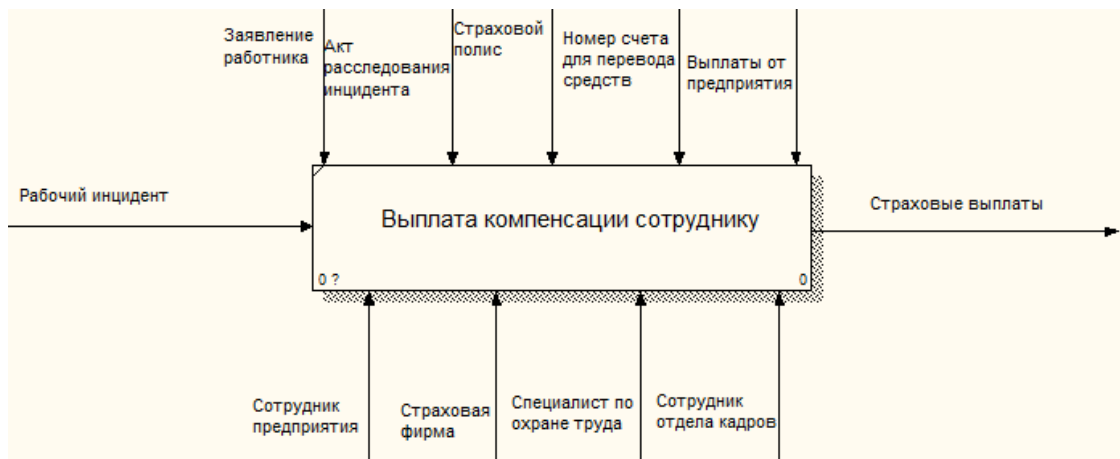 Заявление
работника
Акт
расследования
инцидента
Страховой
полис
Номер счета
для перевода
средств
Выплаты от
предприятия
Рабочий инцидент
Выплата компенсации сотруднику
0 ?
0
Страховые выплаты
Сотрудник
предприятия
Страховая
фирма
Специалист по
охране труда
Сотрудник
отдела кадров